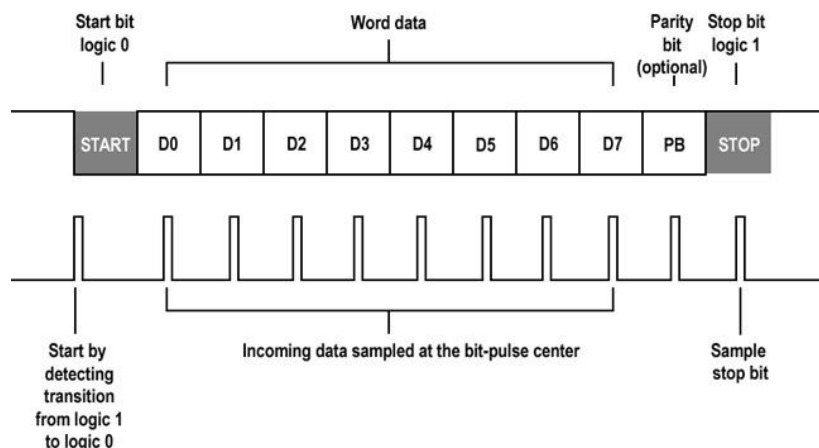 Start bit
logic 0
Word data
Parity
bit
(optional)
Stop bit
logic 1
START D0 D1 D2 D3 D4 D5 D6 D7 PB STOP
Start by
detecting
transition
from logic 1
to logic 0
Incoming data sampled at the bit-pulse center
Sample
stop bit